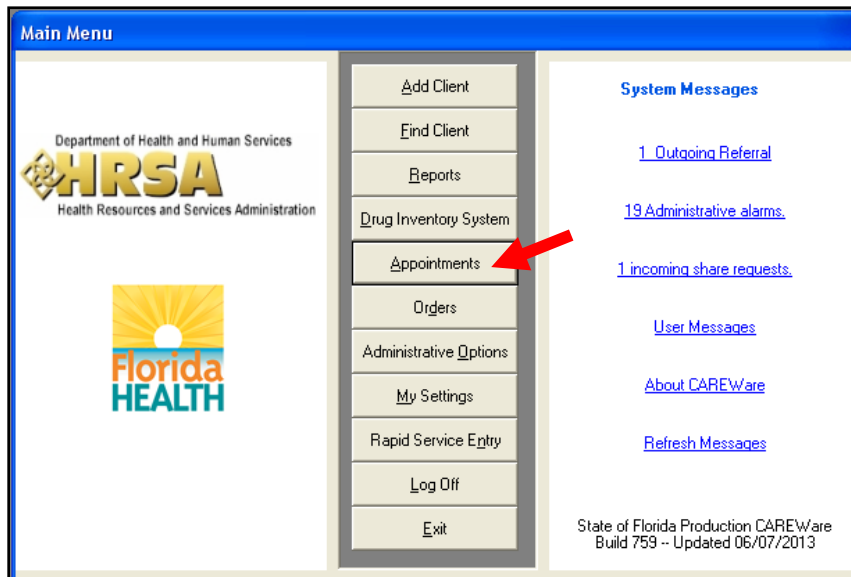 Main Menu
Department of Health and Human Services
HRSA
Health Resources and Services Administration
Florida
HEALTH
Add Client
Find Client
Reports
Drug Inventory System
Appointments
Orders
Administrative Options
My Settings
Rapid Service Entry
Log Off
Exit
System Messages
1 Outgoing Referral
19 Administrative alarms.
1 incoming share requests.
User Messages
About CAREWare
Refresh Messages
State of Florida Production CAREWare
Build 759 -- Updated 06/07/2013